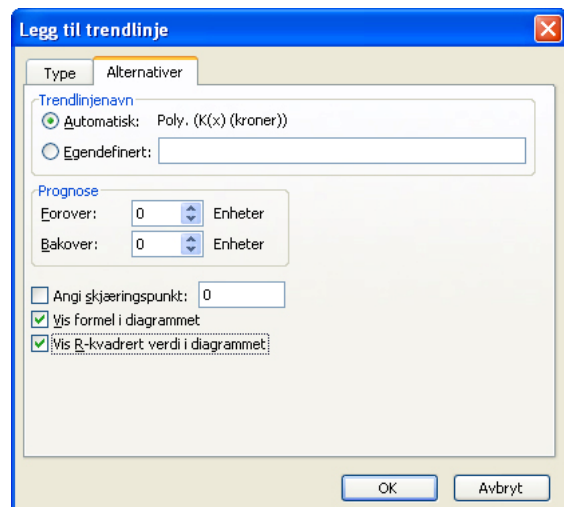 Legg til trendlinje
Type Alternativer
Trendlinjenavn
Automatisk: Poly. (K(x) (kroner))
Egendefinert:
Prognose
Forover: 0 Enheter
Bakover: 0 Enheter
Angi skjæringspunkt: 0
Vis formel i diagrammet
Vis R-kvadrert verdi i diagrammet
OK Avbryt